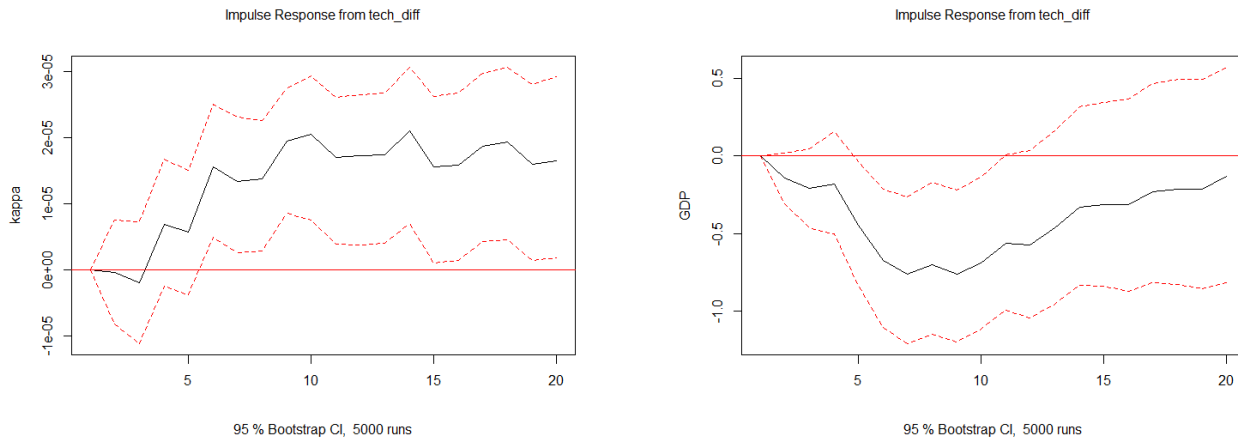 Impulse Response from tech_diff
kappa
3e-05
2e-05
1e-05
0e+00
-1e-05
5
10
15
20
95 % Bootstrap CI, 5000 runs
Impulse Response from tech_diff
GDP
0.5
0.0
-0.5
-1.0
5
10
15
20
95 % Bootstrap CI, 5000 runs